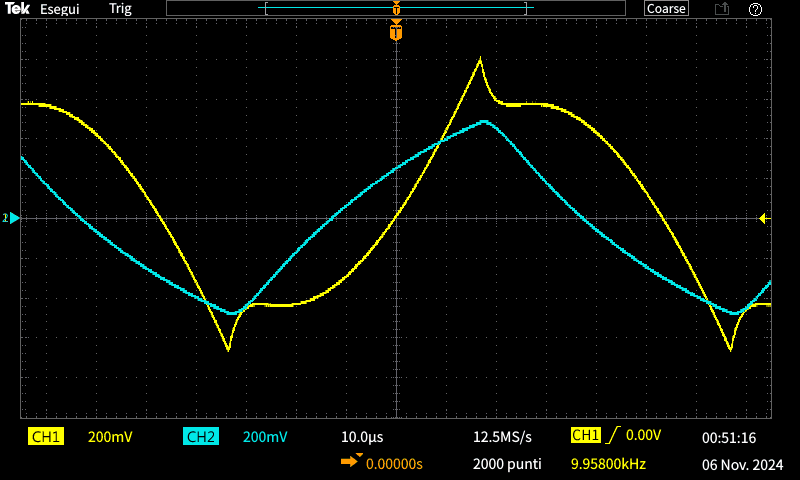 Tek Esegui Trig Coarse
T
T
2
CH1 200mV CH2 200mV 10.0µs 12.5MS/s CH1 0.00V 00:51:16
0.00000s 2000 punti 9.95800kHz 06 Nov. 2024